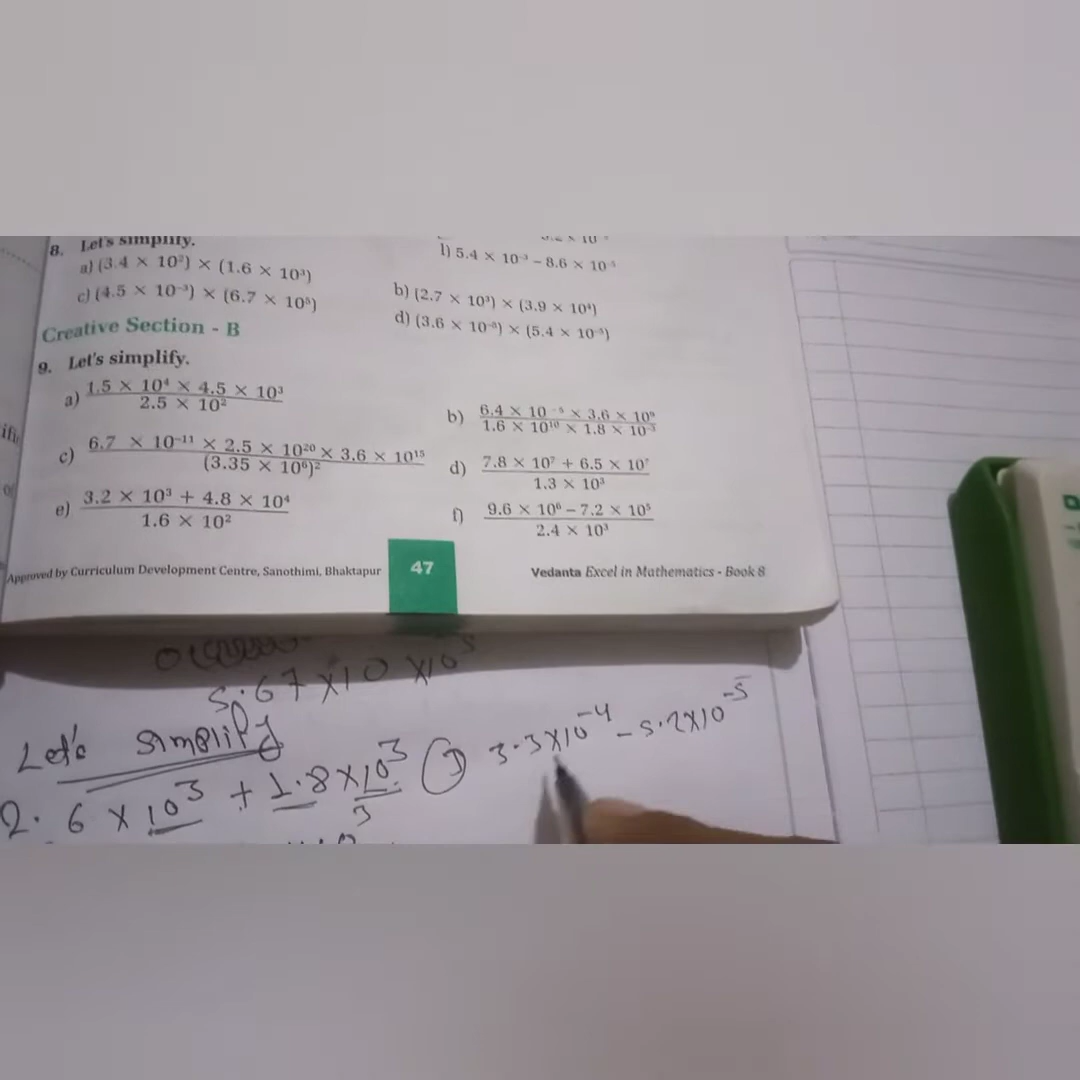 8. Let's simplify.
a) (3.4 × 10²) × (1.6 × 10³)
l) 5.4 × 10⁻³ – 8.6 × 10⁻⁵
c) (4.5 × 10⁻³) × (6.7 × 10⁵)
b) (2.7 × 10³) × (3.9 × 10⁴)
d) (3.6 × 10⁻⁸) × (5.4 × 10⁻⁵)
Creative Section - B
9. Let's simplify.
a) 1.5 × 10⁴ × 4.5 × 10³
2.5 × 10²
b) 6.4 × 10⁻⁵ × 3.6 × 10⁹
1.6 × 10¹⁰ × 1.8 × 10⁻³
c) 6.7 × 10⁻¹¹ × 2.5 × 10²⁰ × 3.6 × 10¹⁵
(3.35 × 10⁶)²
d) 7.8 × 10⁷ + 6.5 × 10⁷
1.3 × 10³
e) 3.2 × 10³ + 4.8 × 10⁴
1.6 × 10²
f) 9.6 × 10⁶ – 7.2 × 10⁵
2.4 × 10³
Approved by Curriculum Development Centre, Sanothimi, Bhaktapur 47 Vedanta Excel in Mathematics - Book 8
5.67 × 10 × 10⁵
Let's simplify
2. 6 × 10³ + 1.8 × 10³
3.3 × 10⁻⁴ – 5.2 × 10⁻⁵